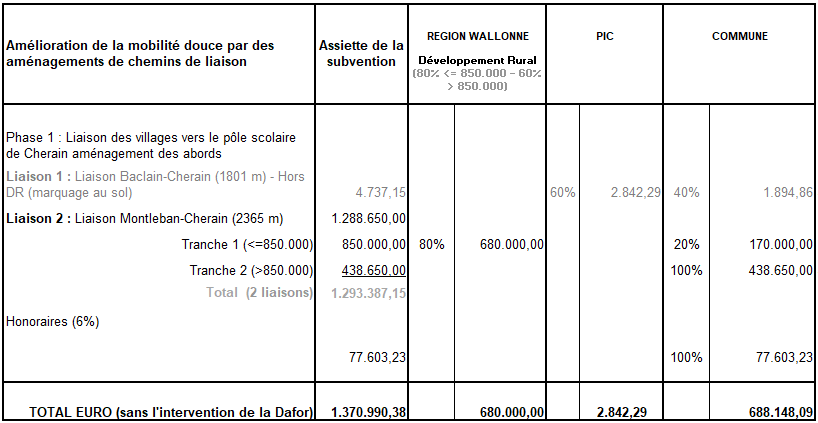 Amélioration de la mobilité douce par des
aménagements de chemins de liaison
Assiette de la
subvention
REGION WALLONNE
Développement Rural
(80% <= 850.000 - 60%
> 850.000)
PIC
COMMUNE
Phase 1 : Liaison des villages vers le pôle scolaire
de Cherain aménagement des abords
Liaison 1 : Liaison Baclain-Cherain (1801 m) - Hors
DR (marquage au sol) 4.737,15 60% 2.842,29 40% 1.894,86
Liaison 2 : Liaison Montleban-Cherain (2365 m) 1.288.650,00
Tranche 1 (<=850.000) 850.000,00 80% 680.000,00 20% 170.000,00
Tranche 2 (>850.000) 438.650,00 100% 438.650,00
Total (2 liaisons) 1.293.387,15
Honoraires (6%)
77.603,23 100% 77.603,23
TOTAL EURO (sans l'intervention de la Dafor) 1.370.990,38 680.000,00 2.842,29 688.148,09